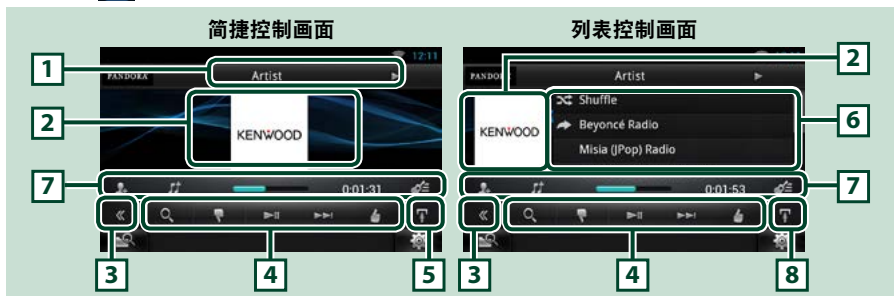 简捷控制画面
列表控制画面
12:11
1
PANDORA
Artist
2
KENWOOD
7
0:01:31
3
4
5
2
PANDORA
Artist
Shuffle
KENWOOD
Beyoncé Radio
6
Misia (JPop) Radio
0:01:53
7
3
4
8